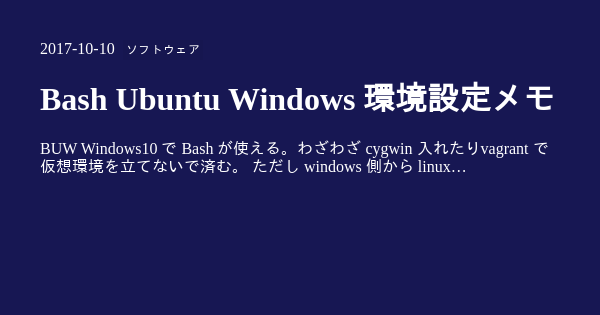 2017-10-10 ソフトウェア
Bash Ubuntu Windows 環境設定メモ
BUW Windows10 で Bash が使える。わざわざ cygwin 入れたりvagrant で
仮想環境を立てないで済む。 ただし windows 側から linux…